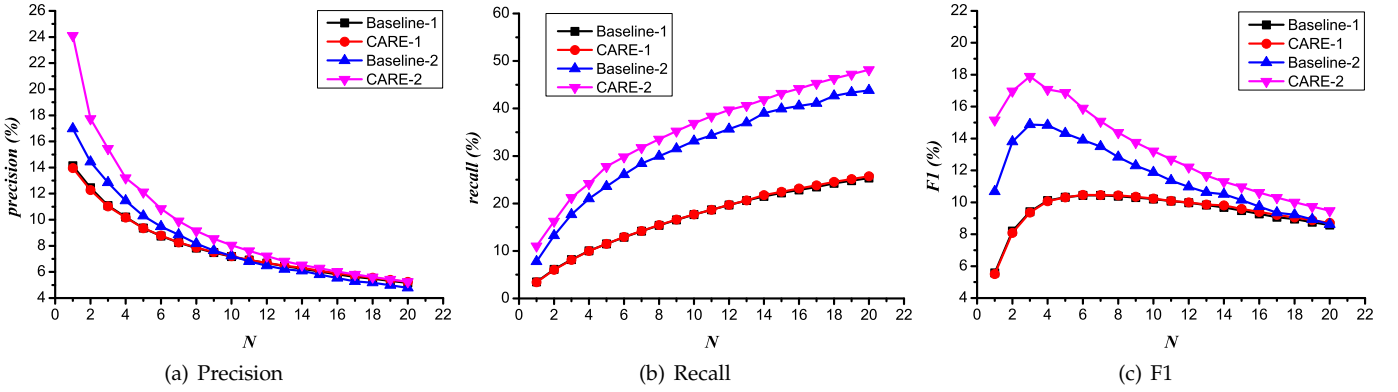 26
24
22
20
18
16
14
12
10
8
6
4
0 2 4 6 8 10 12 14 16 18 20 22
precision (%)
N
Baseline-1
CARE-1
Baseline-2
CARE-2
(a) Precision
60
50
40
30
20
10
0
0 2 4 6 8 10 12 14 16 18 20 22
recall (%)
N
Baseline-1
CARE-1
Baseline-2
CARE-2
(b) Recall
22
20
18
16
14
12
10
8
6
4
0 2 4 6 8 10 12 14 16 18 20 22
F1 (%)
N
Baseline-1
CARE-1
Baseline-2
CARE-2
(c) F1